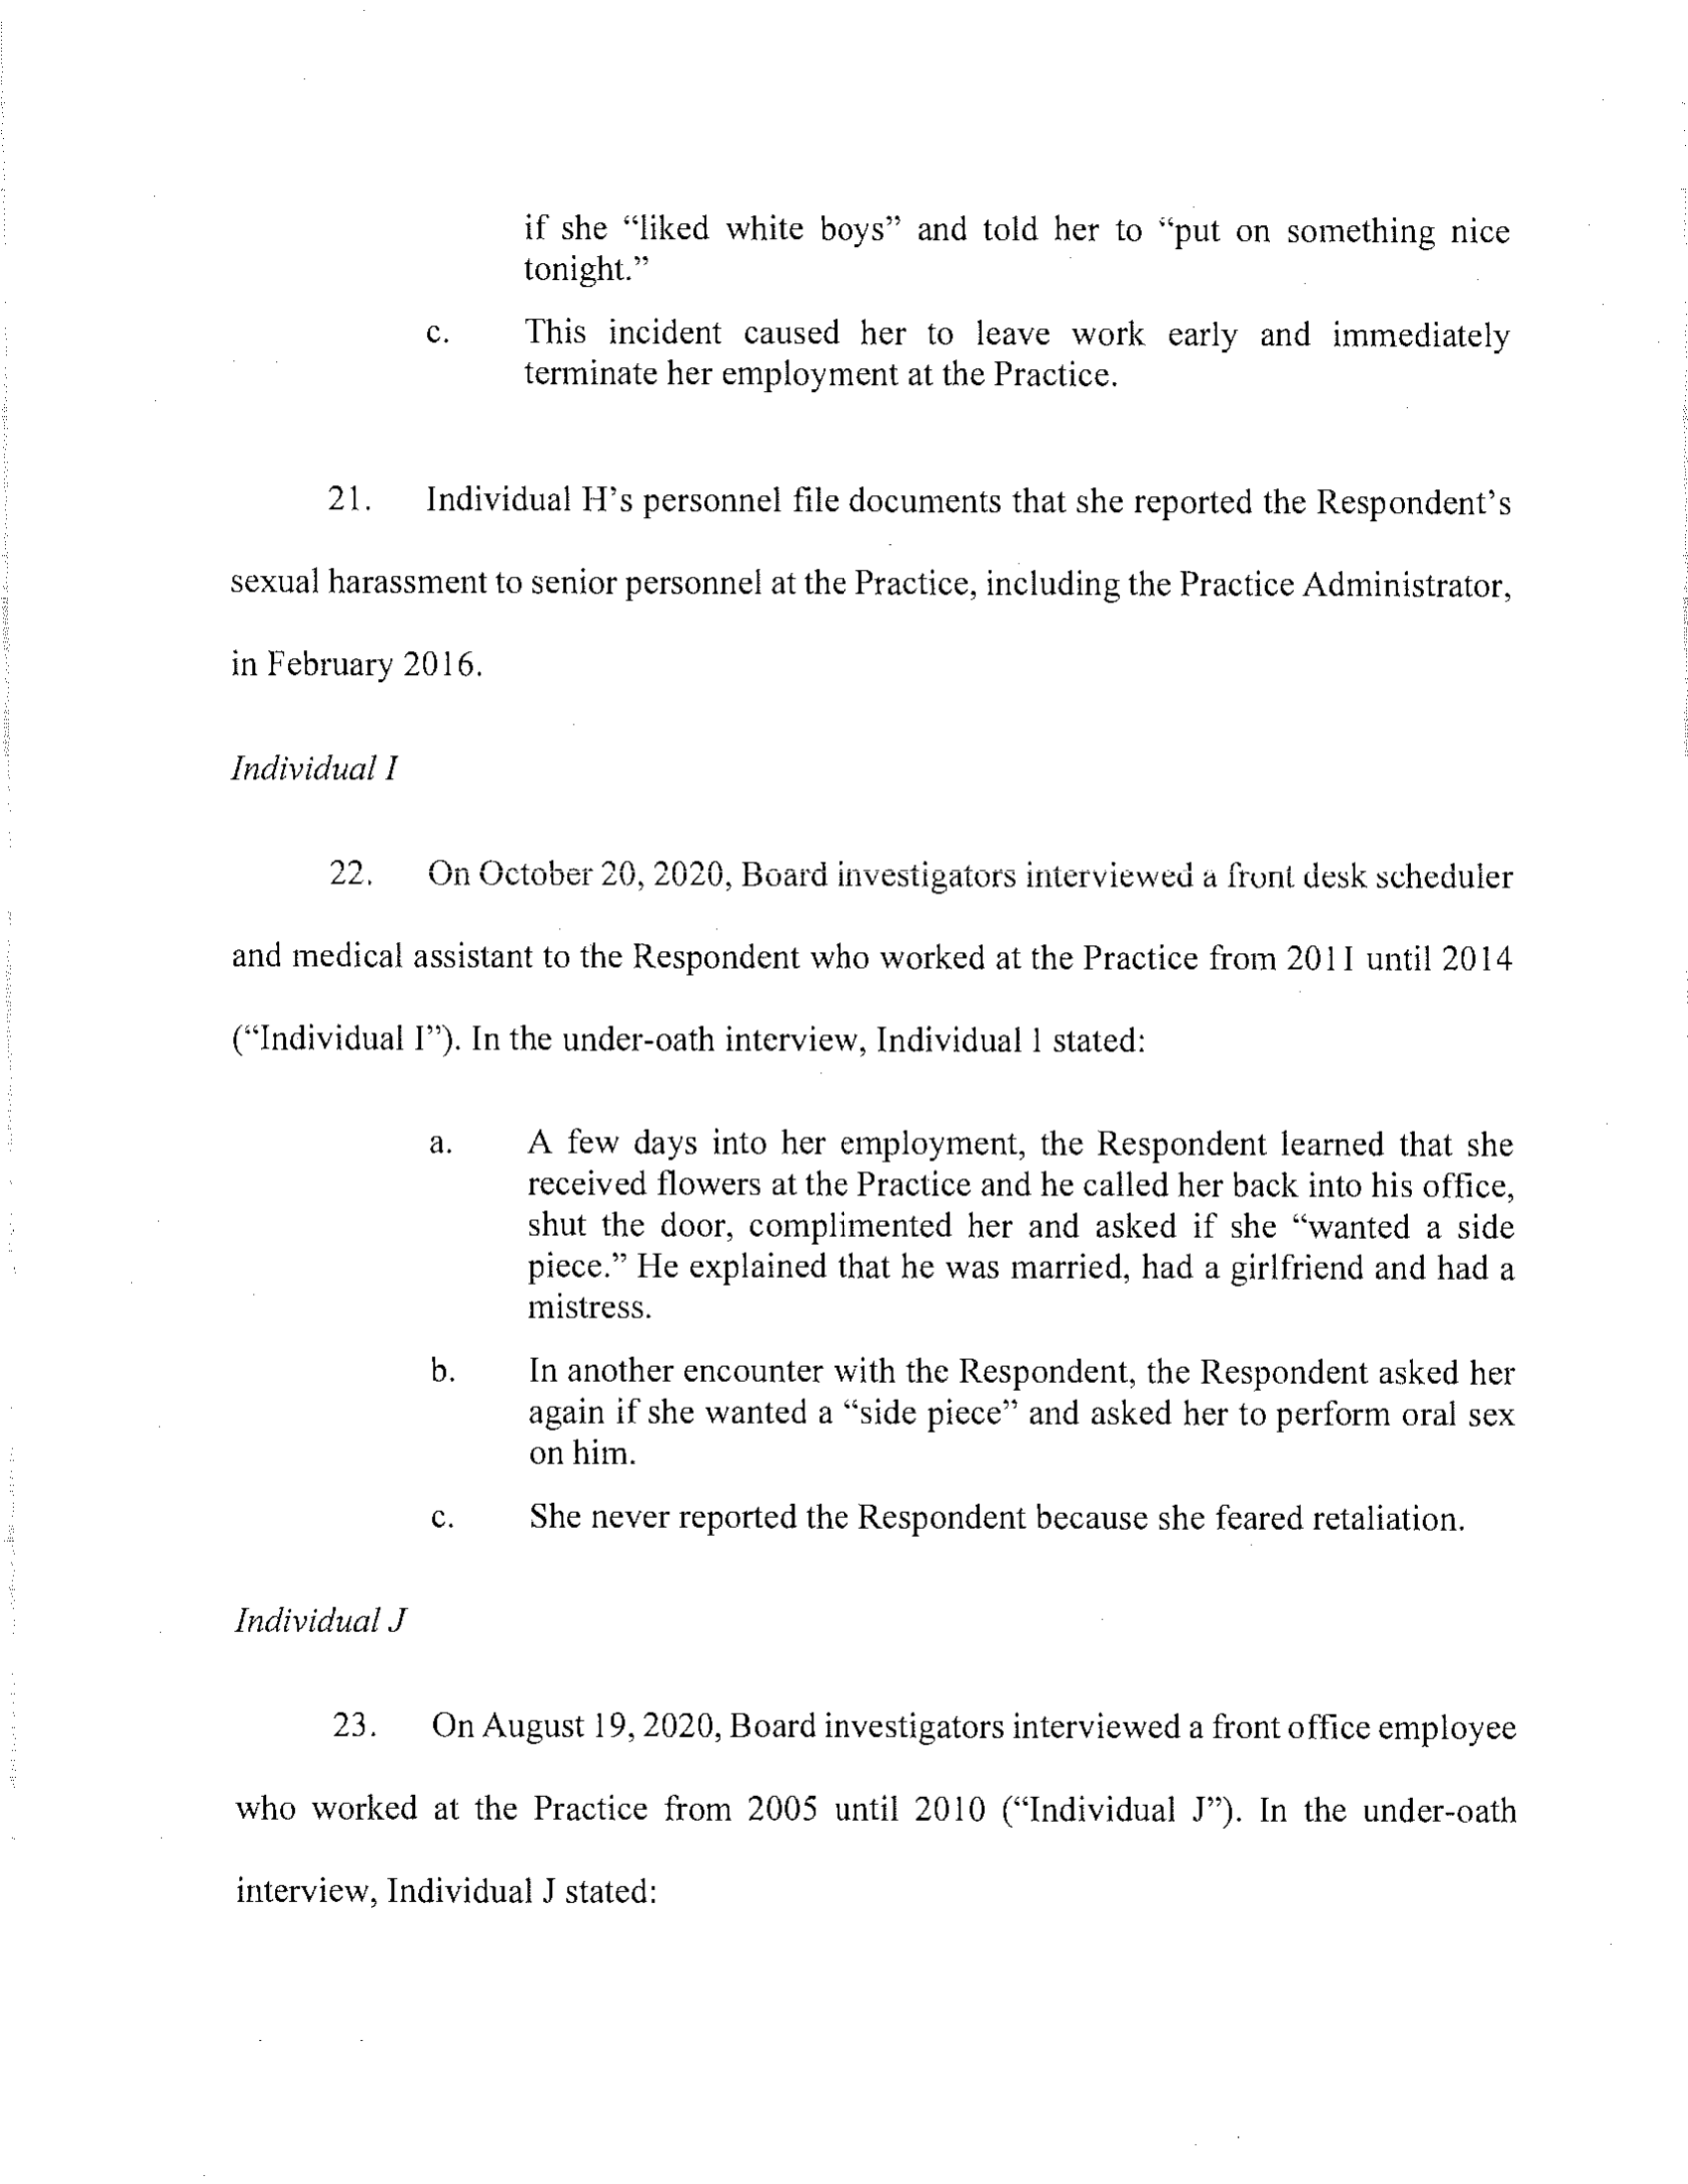 if she “liked white boys” and told her to “put on something nice
tonight.”
c. This incident caused her to leave work early and immediately
terminate her employment at the Practice.
21. Individual H’s personnel file documents that she reported the Respondent’s
sexual harassment to senior personnel at the Practice, including the Practice Administrator,
in February 2016.
Individual I
22. On October 20, 2020, Board investigators interviewed a front desk scheduler
and medical assistant to the Respondent who worked at the Practice from 2011 until 2014
(“Individual I”). In the under-oath interview, Individual I stated:
a. A few days into her employment, the Respondent learned that she
received flowers at the Practice and he called her back into his office,
shut the door, complimented her and asked if she “wanted a side
piece.” He explained that he was married, had a girlfriend and had a
mistress.
b. In another encounter with the Respondent, the Respondent asked her
again if she wanted a “side piece” and asked her to perform oral sex
on him.
c. She never reported the Respondent because she feared retaliation.
Individual J
23. On August 19, 2020, Board investigators interviewed a front office employee
who worked at the Practice from 2005 until 2010 (“Individual J”). In the under-oath
interview, Individual J stated: